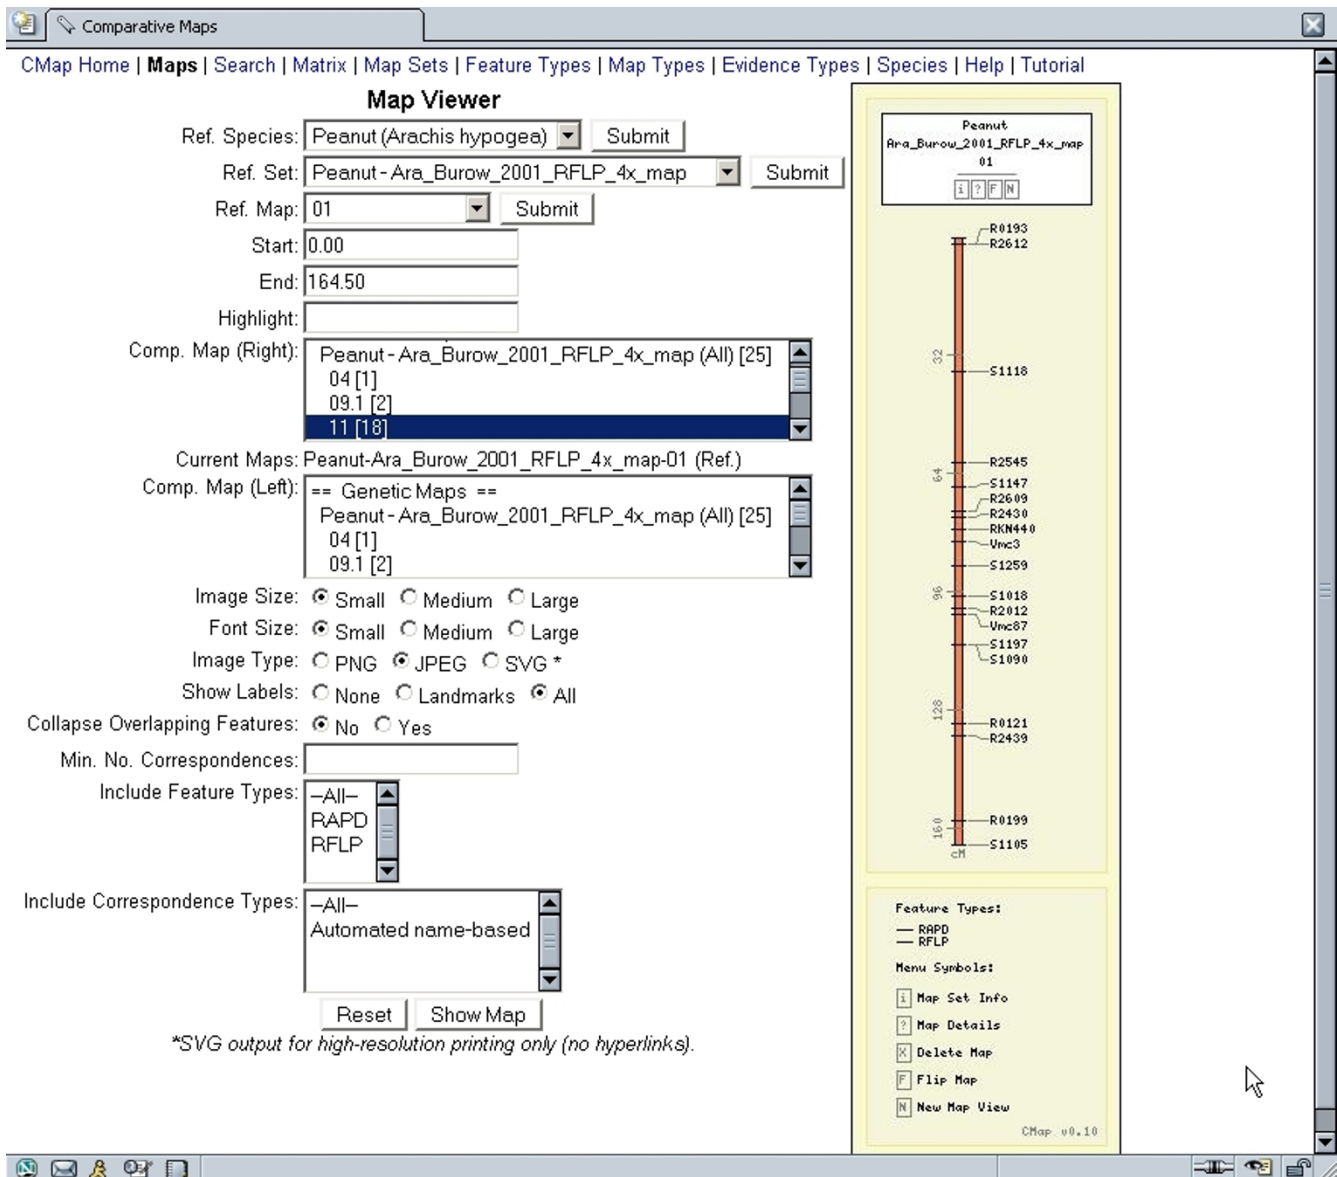 Comparative Maps
CMap Home | Maps | Search | Matrix | Map Sets | Feature Types | Map Types | Evidence Types | Species | Help | Tutorial
Map Viewer
Ref. Species: Peanut (Arachis hypogea) Submit
Ref. Set: Peanut - Ara_Burow_2001_RFLP_4x_map Submit
Ref. Map: 01 Submit
Start: 0.00
End: 164.50
Highlight:
Comp. Map (Right): Peanut - Ara_Burow_2001_RFLP_4x_map (All) [25]
04 [1]
09.1 [2]
11 [18]
Current Maps: Peanut-Ara_Burow_2001_RFLP_4x_map-01 (Ref.)
Comp. Map (Left): == Genetic Maps ==
Peanut - Ara_Burow_2001_RFLP_4x_map (All) [25]
04 [1]
09.1 [2]
Image Size: Small Medium Large
Font Size: Small Medium Large
Image Type: PNG JPEG SVG *
Show Labels: None Landmarks All
Collapse Overlapping Features: No Yes
Min. No. Correspondences:
Include Feature Types: --All--
RAPD
RFLP
Include Correspondence Types: --All--
Automated name-based
Reset Show Map
*SVG output for high-resolution printing only (no hyperlinks).
Peanut
Ara_Burow_2001_RFLP_4x_map
01
i ? F N
R0193
R2612
32
S1118
R2545
64
S1147
R2609
R2430
RKN440
Vmc3
S1259
96
S1018
R2012
Vmc87
S1197
S1090
128
R0121
R2439
160
R0199
S1105
cM
Feature Types:
RAPD
RFLP
Menu Symbols:
i Map Set Info
? Map Details
X Delete Map
F Flip Map
N New Map View
CMap v0.10